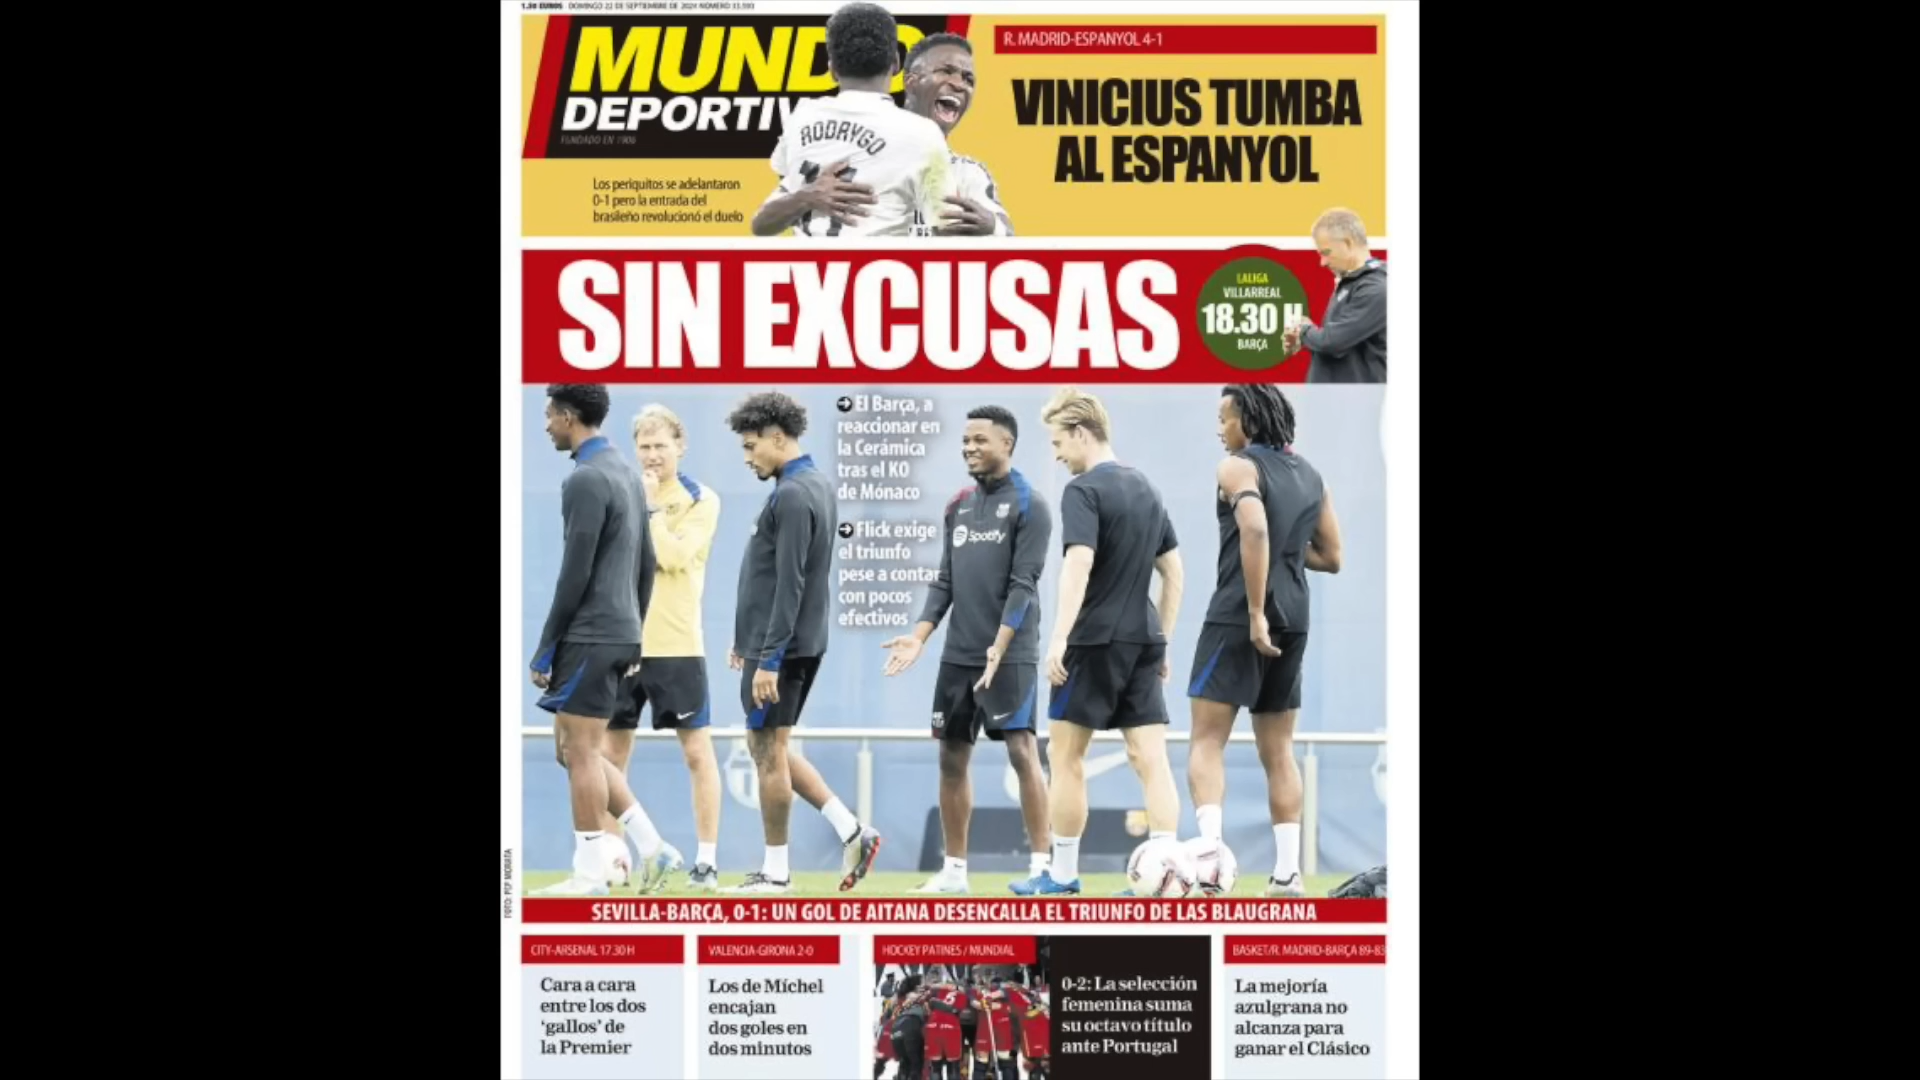 1.50 EUROS DOMINGO 22 DE SEPTIEMBRE DE 2024 NÚMERO
MUNDO
DEPORTIV
FUNDADO EN 1906
R. MADRID-ESPANYOL 4-1
VINICIUS TUMBA
AL ESPANYOL
RODRYGO
Los periquitos se adelantaron
0-1 pero la entrada del
brasileño revolucionó el duelo
SIN EXCUSAS
LALIGA
VILLARREAL
18.30 H
BARÇA
El Barça, a
reaccionar en
la Cerámica
tras el KO
de Mónaco
Flick exige
el triunfo
pese a contar
con pocos
efectivos
Spotify
FOTO: PEP MORATA
SEVILLA-BARÇA, 0-1: UN GOL DE AITANA DESENCALLA EL TRIUNFO DE LAS BLAUGRANA
CITY-ARSENAL 17.30 H
Cara a cara
entre los dos
‘gallos’ de
la Premier
VALENCIA-GIRONA 2-0
Los de Míchel
encajan
dos goles en
dos minutos
HOCKEY PATINES / MUNDIAL
0-2: La selección
femenina suma
su octavo título
ante Portugal
BASKET/R. MADRID-BARÇA 89-83
La mejoría
azulgrana no
alcanza para
ganar el Clásico